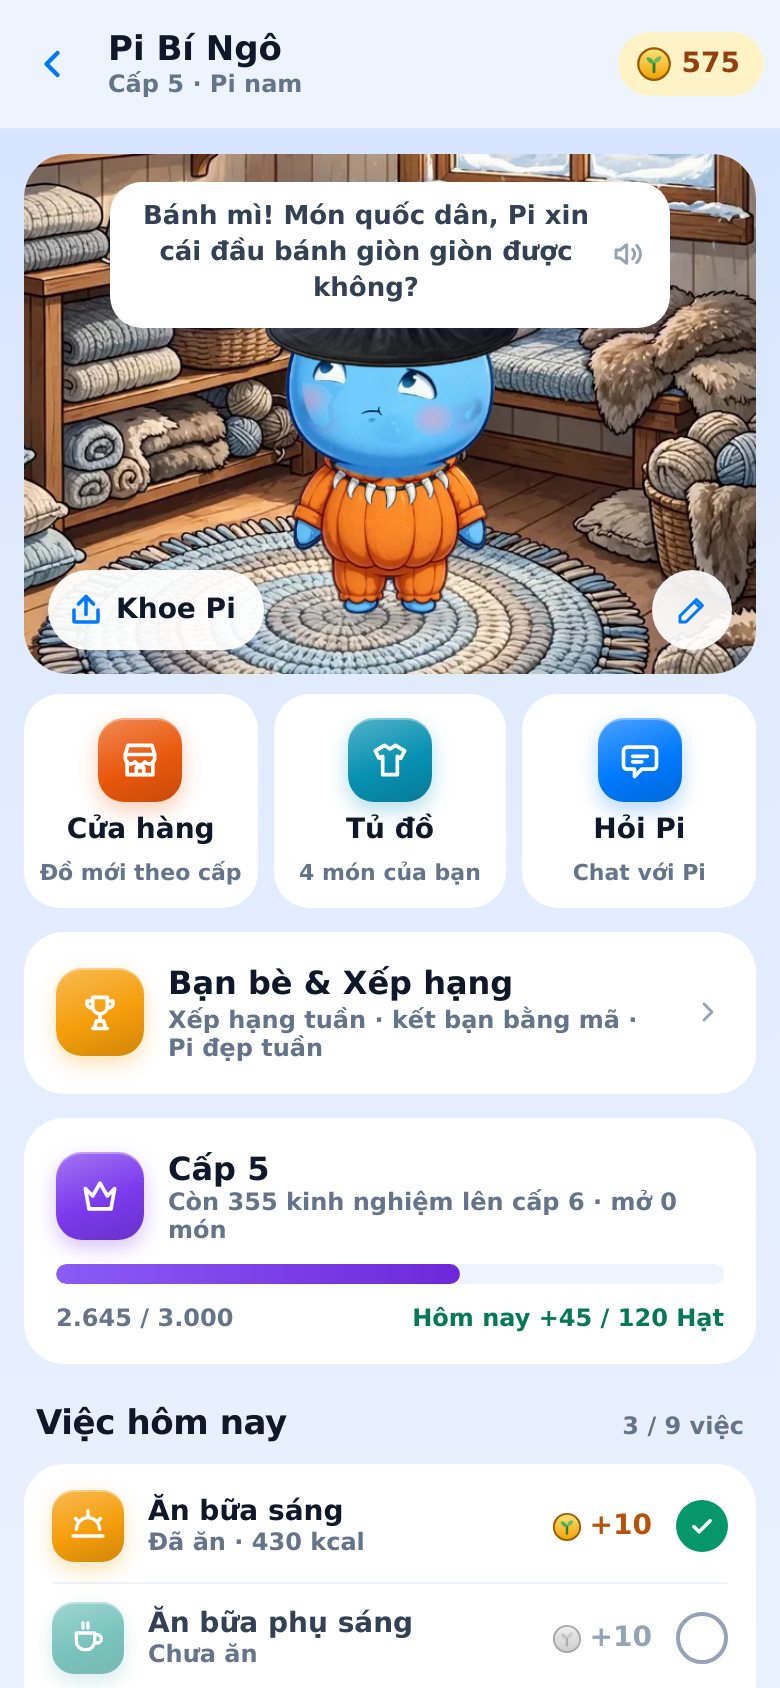 Pi Bí Ngô
Cấp 5 · Pi nam
575
Bánh mì! Món quốc dân, Pi xin
cái đầu bánh giòn giòn được
không?
Khoe Pi
Cửa hàng
Đồ mới theo cấp
Tủ đồ
4 món của bạn
Hỏi Pi
Chat với Pi
Bạn bè & Xếp hạng
Xếp hạng tuần · kết bạn bằng mã ·
Pi đẹp tuần
Cấp 5
Còn 355 kinh nghiệm lên cấp 6 · mở 0
món
2.645 / 3.000
Hôm nay +45 / 120 Hạt
Việc hôm nay
3 / 9 việc
Ăn bữa sáng
Đã ăn · 430 kcal
+10
Ăn bữa phụ sáng
Chưa ăn
+10